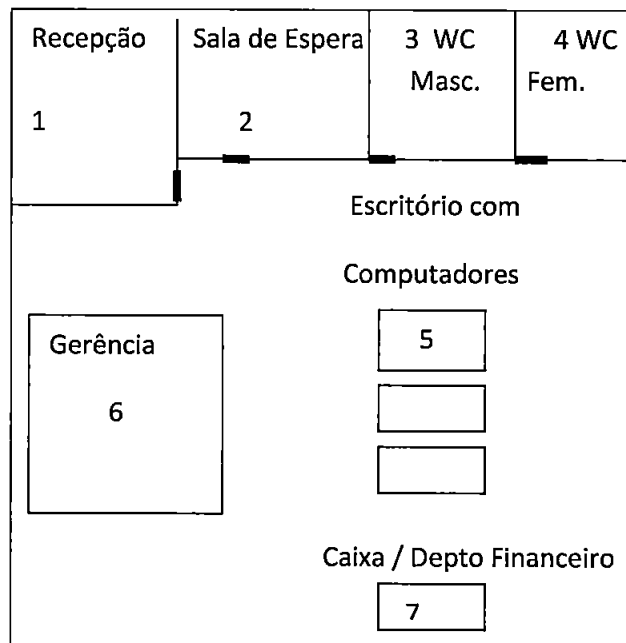 Recepção
1
Sala de Espera
2
3 WC
Masc.
4 WC
Fem.
Escritório com
Computadores
5
Gerência
6
Caixa / Depto Financeiro
7